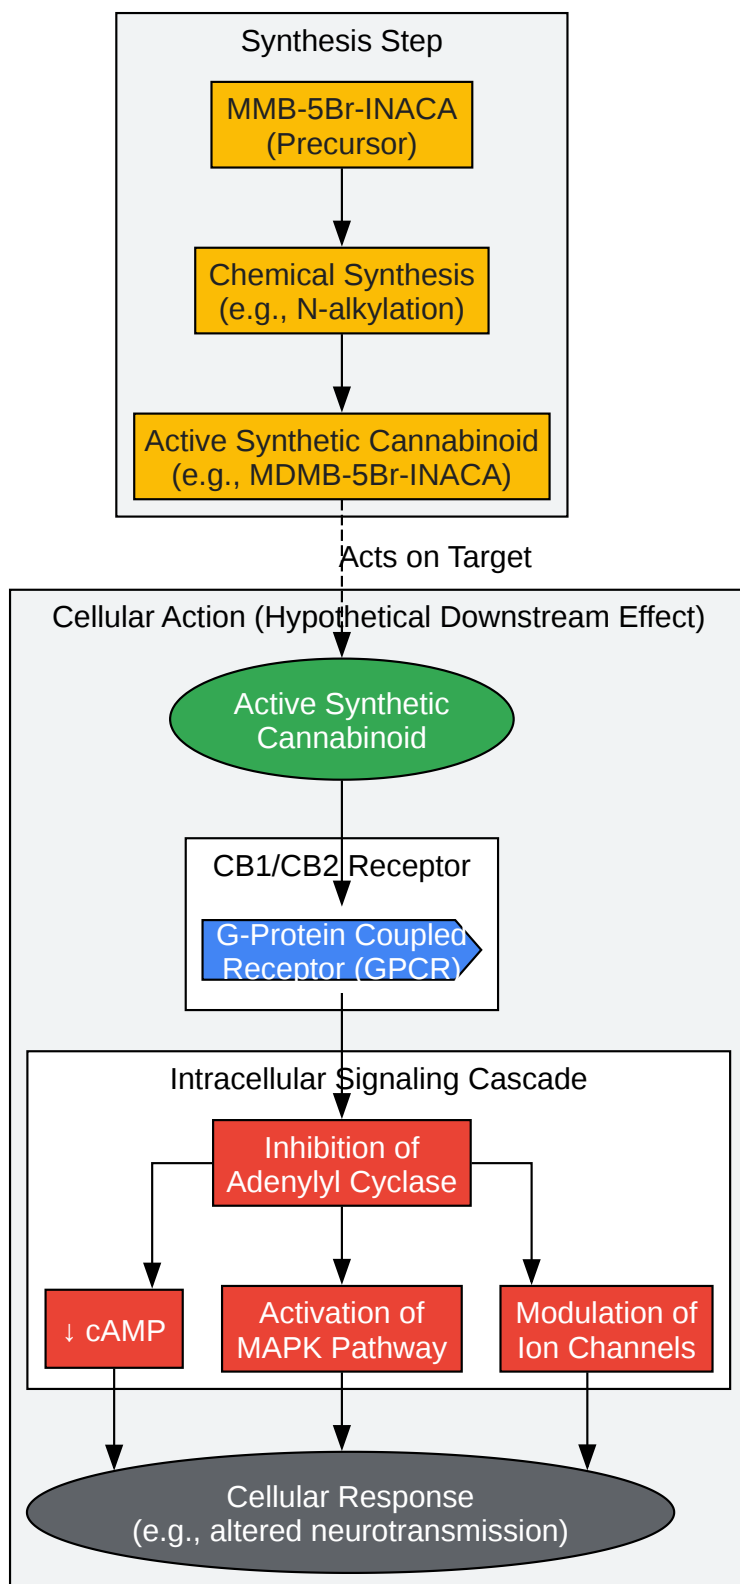 Synthesis Step
MMB-5Br-INACA
(Precursor)
Chemical Synthesis
(e.g., N-alkylation)
Active Synthetic Cannabinoid
(e.g., MDMB-5Br-INACA)
Acts on Target
Cellular Action (Hypothetical Downstream Effect)
Active Synthetic
Cannabinoid
CB1/CB2 Receptor
G-Protein Coupled
Receptor (GPCR)
Intracellular Signaling Cascade
Inhibition of
Adenylyl Cyclase
↓ cAMP
Activation of
MAPK Pathway
Modulation of
Ion Channels
Cellular Response
(e.g., altered neurotransmission)